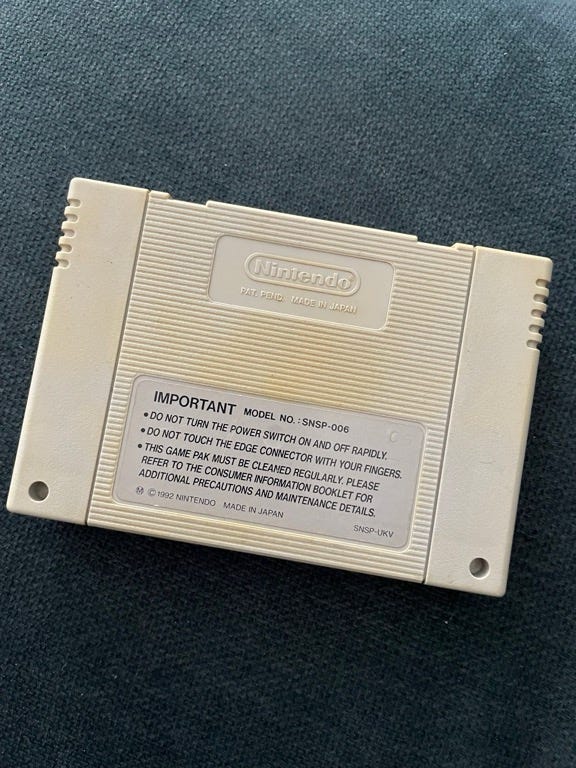 Nintendo
PAT. PEND. MADE IN JAPAN
IMPORTANT MODEL NO. : SNSP-006
• DO NOT TURN THE POWER SWITCH ON AND OFF RAPIDLY.
• DO NOT TOUCH THE EDGE CONNECTOR WITH YOUR FINGERS.
• THIS GAME PAK MUST BE CLEANED REGULARLY. PLEASE
REFER TO THE CONSUMER INFORMATION BOOKLET FOR
ADDITIONAL PRECAUTIONS AND MAINTENANCE DETAILS.
Ⓜ ©1992 NINTENDO MADE IN JAPAN
SNSP-UKV